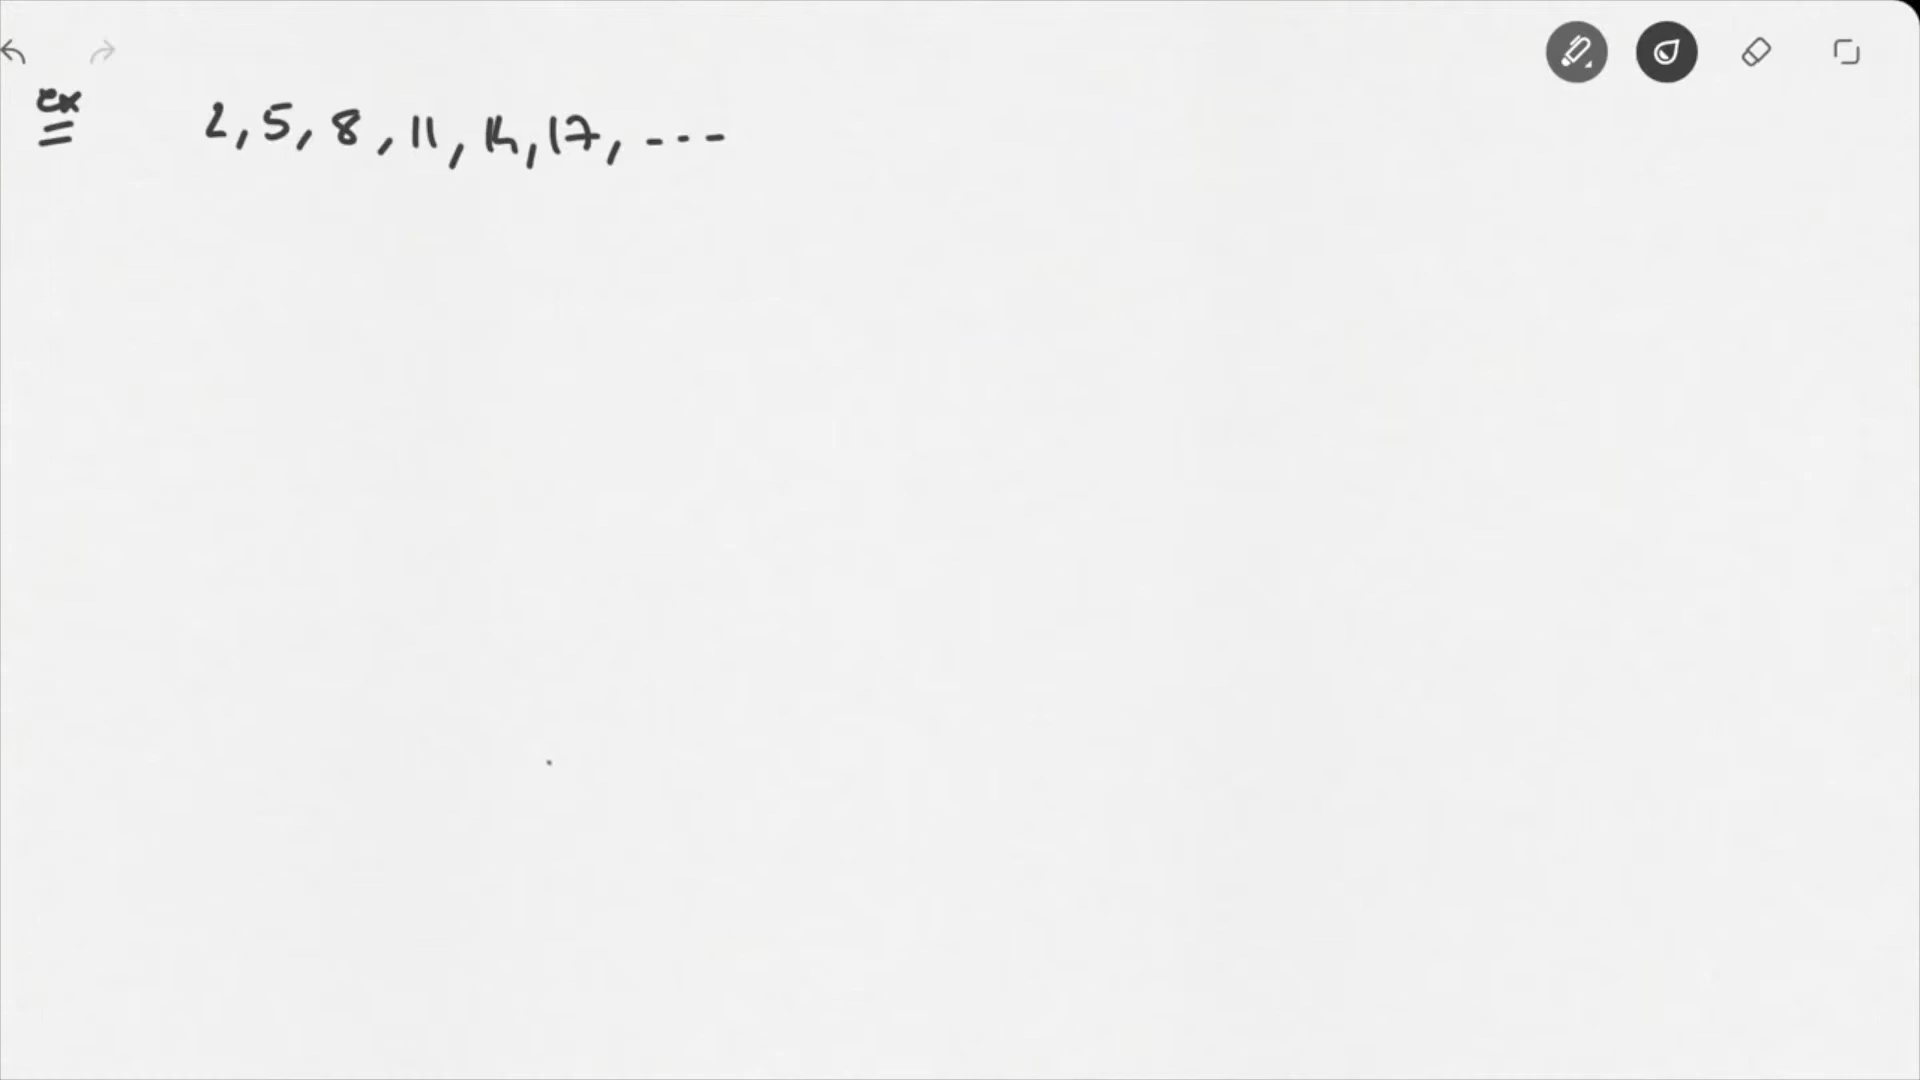 ex 2, 5, 8, 11, 14, 17, ---